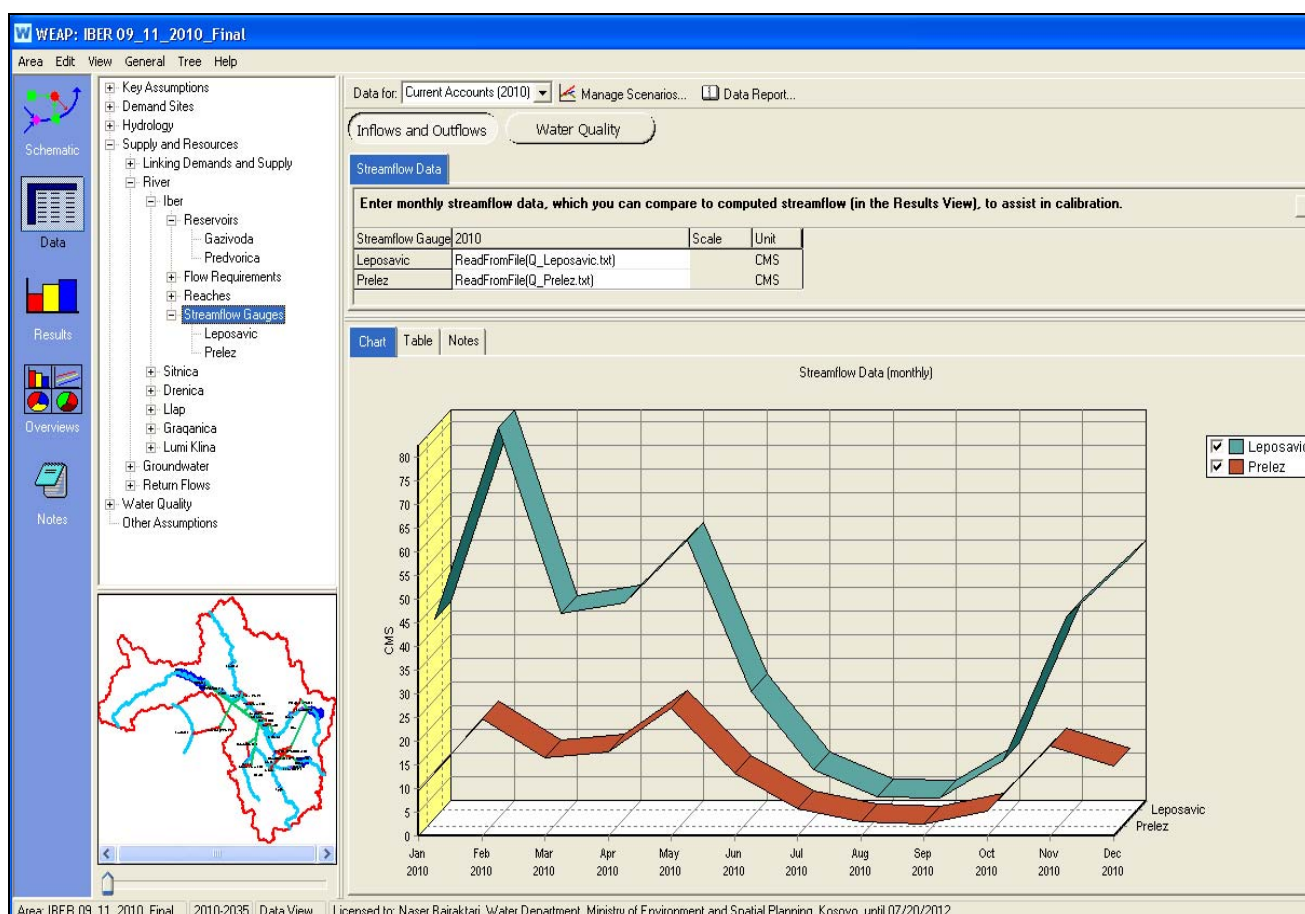 WEAP: IBER 09_11_2010_Final
Area Edit View General Tree Help
Schematic
Data
Results
Overviews
Notes
Key Assumptions
Demand Sites
Hydrology
Supply and Resources
Linking Demands and Supply
River
Iber
Reservoirs
Gazivoda
Predvorica
Flow Requirements
Reaches
Streamflow Gauges
Leposavic
Prelez
Sitnica
Drenica
Llap
Graqanica
Lumi Klina
Groundwater
Return Flows
Water Quality
Other Assumptions
Data for: Current Accounts (2010) Manage Scenarios... Data Report...
Inflows and Outflows Water Quality
Streamflow Data
Enter monthly streamflow data, which you can compare to computed streamflow (in the Results View), to assist in calibration.
Streamflow Gauge 2010 Scale Unit
Leposavic ReadFromFile(Q_Leposavic.txt) CMS
Prelez ReadFromFile(Q_Prelez.txt) CMS
Chart Table Notes
Streamflow Data (monthly)
CMS
80
75
70
65
60
55
50
45
40
35
30
25
20
15
10
5
0
Jan 2010
Feb 2010
Mar 2010
Apr 2010
May 2010
Jun 2010
Jul 2010
Aug 2010
Sep 2010
Oct 2010
Nov 2010
Dec 2010
Leposavic
Prelez
Leposavic
Prelez
Area: IBER 09_11_2010_Final 2010-2035 Data View Licensed to: Naser Bajraktari, Water Department, Ministry of Environment and Spatial Planning, Kosovo, until 07/20/2012